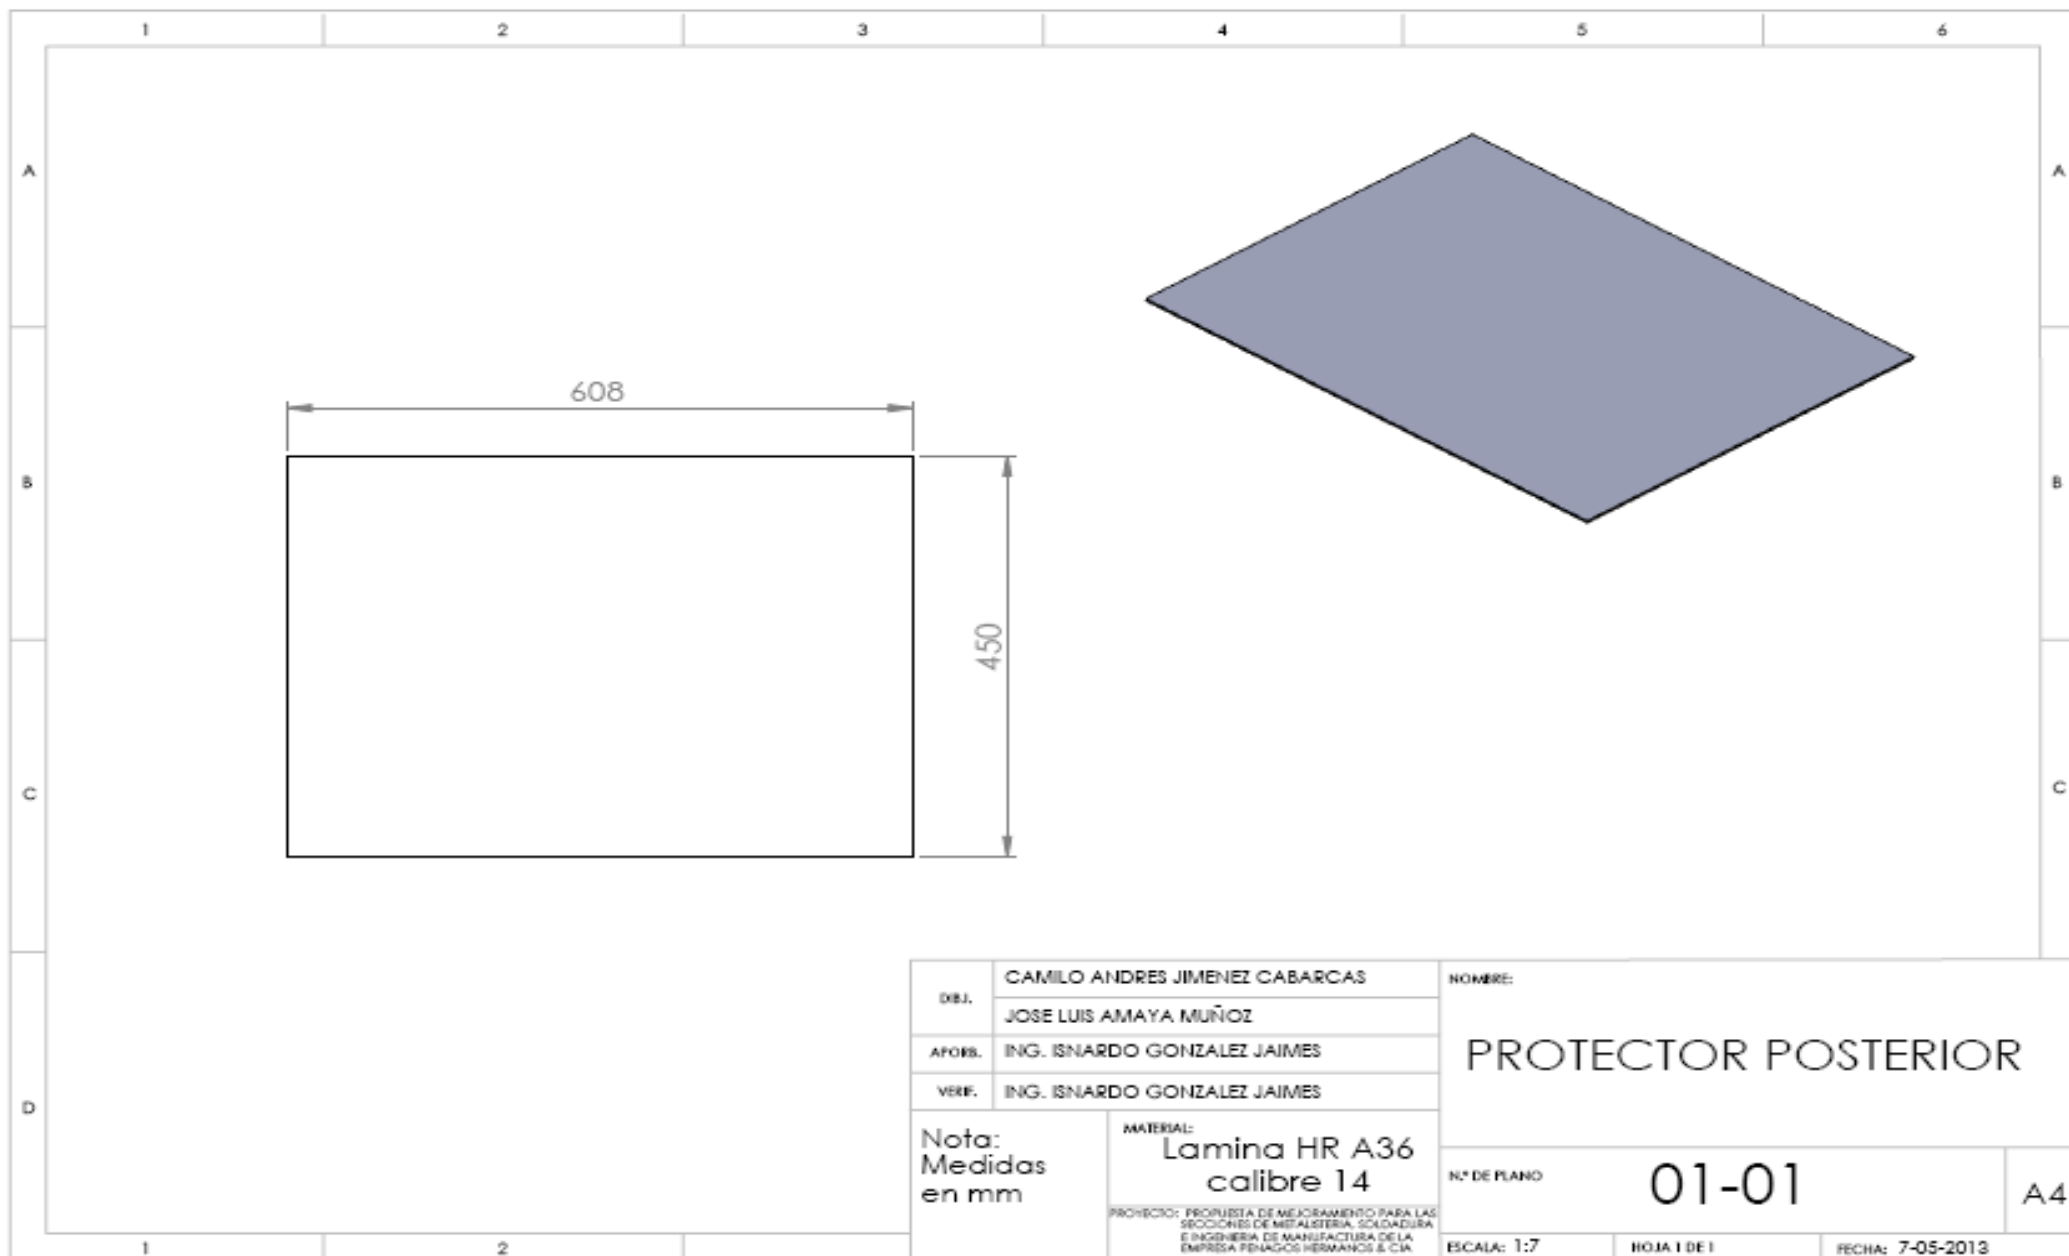 1 2 3 4 5 6
A A
608
B B
450
C C
D
DIBJ.
CAMILO ANDRES JIMENEZ CABARCAS
JOSE LUIS AMAYA MUÑOZ
APORB. ING. ISNARDO GONZALEZ JAIMES
VERIF. ING. ISNARDO GONZALEZ JAIMES
Nota:
Medidas
en mm
MATERIAL:
Lamina HR A36
calibre 14
PROYECTO: PROPUESTA DE MEJORAMIENTO PARA LAS
SECCIONES DE METALISTERIA, SOLDADURA
E INGENIERIA DE MANUFACTURA DE LA
EMPRESA PENAGOS HERMANOS & CIA
NOMBRE:
PROTECTOR POSTERIOR
N.º DE PLANO
01-01
A4
ESCALA: 1:7
HOJA 1 DE 1
FECHA: 7-05-2013
1 2